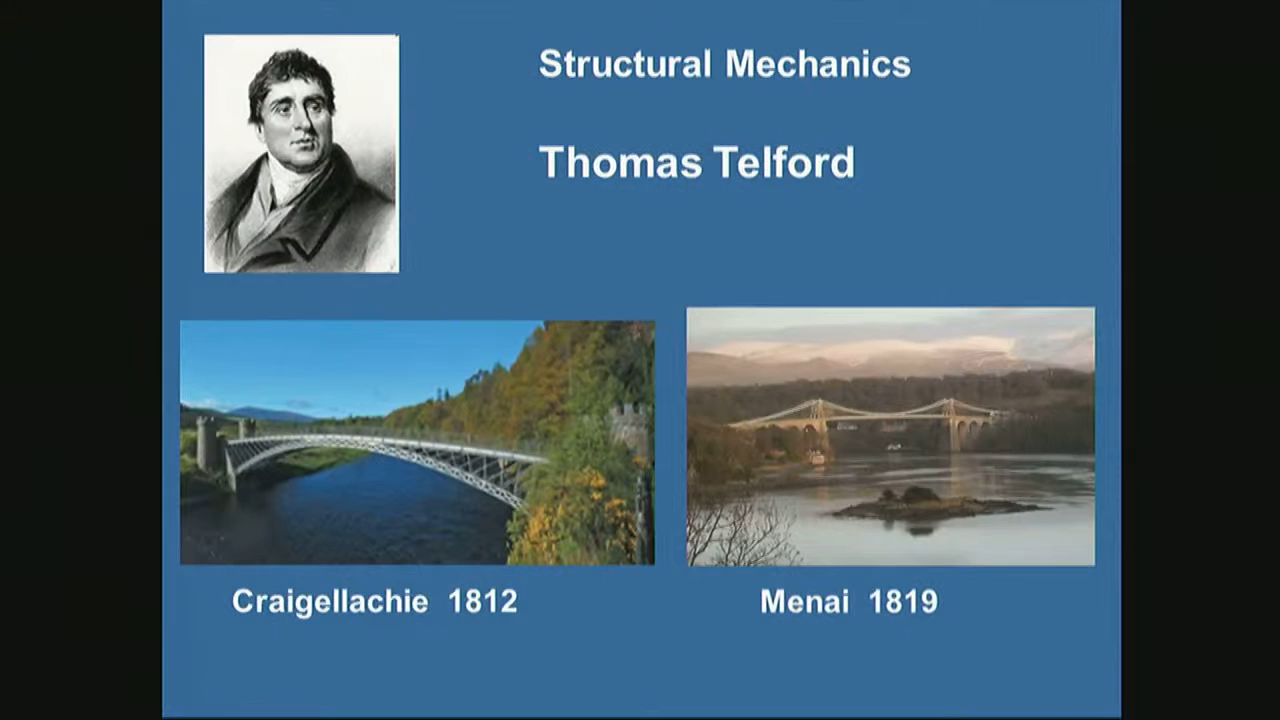 Structural Mechanics
Thomas Telford
Craigellachie 1812
Menai 1819